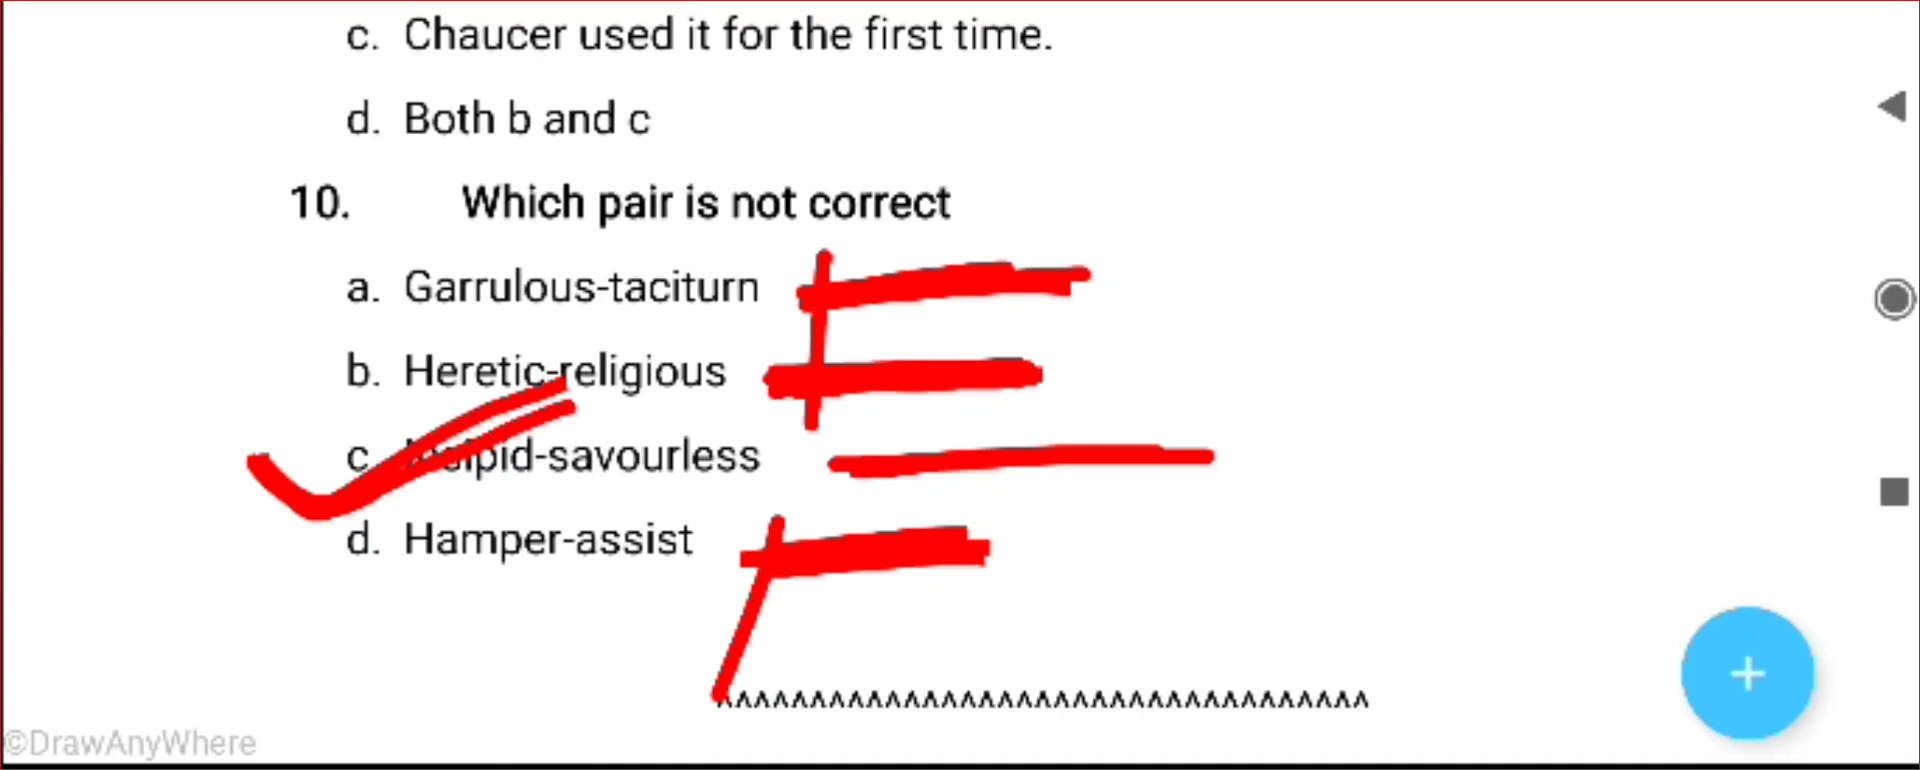 c. Chaucer used it for the first time.
d. Both b and c
10. Which pair is not correct
a. Garrulous-taciturn
b. Heretic-religious
c. Insipid-savourless
d. Hamper-assist
^^^^^^^^^^^^^^^^^^^^^^^^^^^^^^^^^^^
©DrawAnyWhere